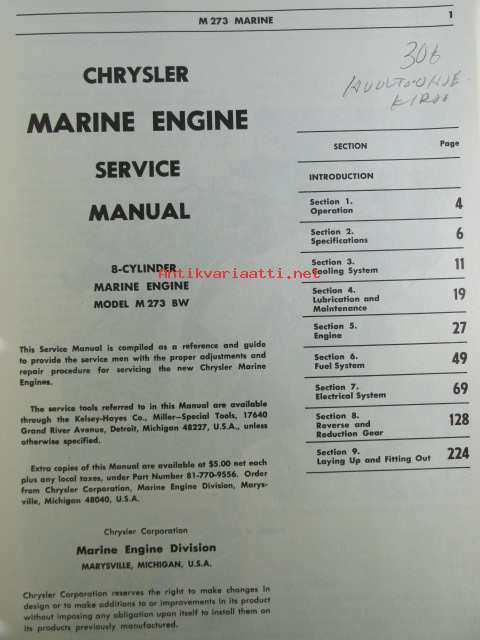 M 273 MARINE 1
306
HUOLTO-OHJE
KIRJA
CHRYSLER
MARINE ENGINE
SERVICE
MANUAL
8-CYLINDER
MARINE ENGINE
MODEL M 273 BW
Antikvariaatti.net
This Service Manual is compiled as a reference and guide
to provide the service men with the proper adjustments and
repair procedure for servicing the new Chrysler Marine
Engines.
The service tools referred to in this Manual are available
through the Kelsey-Hayes Co., Miller–Special Tools, 17640
Grand River Avenue, Detroit, Michigan 48227, U.S.A., unless
otherwise specified.
Extra copies of this Manual are available at $5.00 net each
plus any local taxes, under Part Number 81-770-9556. Order
from Chrysler Corporation, Marine Engine Division, Marys-
ville, Michigan 48040, U.S.A.
Chrysler Corporation
Marine Engine Division
MARYSVILLE, MICHIGAN, U.S.A.
Chrysler Corporation reserves the right to make changes in
design or to make additions to or improvements in its product
without imposing any obligation upon itself to install them on
its products previously manufactured.
SECTION Page
INTRODUCTION
Section 1.
Operation 4
Section 2.
Specifications 6
Section 3.
Cooling System 11
Section 4.
Lubrication and
Maintenance 19
Section 5.
Engine 27
Section 6.
Fuel System 49
Section 7.
Electrical System 69
Section 8.
Reverse and
Reduction Gear 128
Section 9.
Laying Up and Fitting Out 224